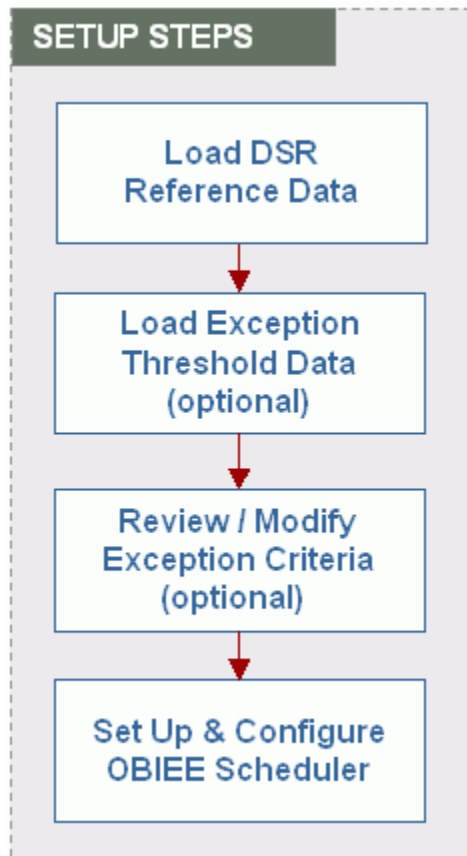 SETUP STEPS
Load DSR
Reference Data
Load Exception
Threshold Data
(optional)
Review / Modify
Exception Criteria
(optional)
Set Up & Configure
OBIEE Scheduler